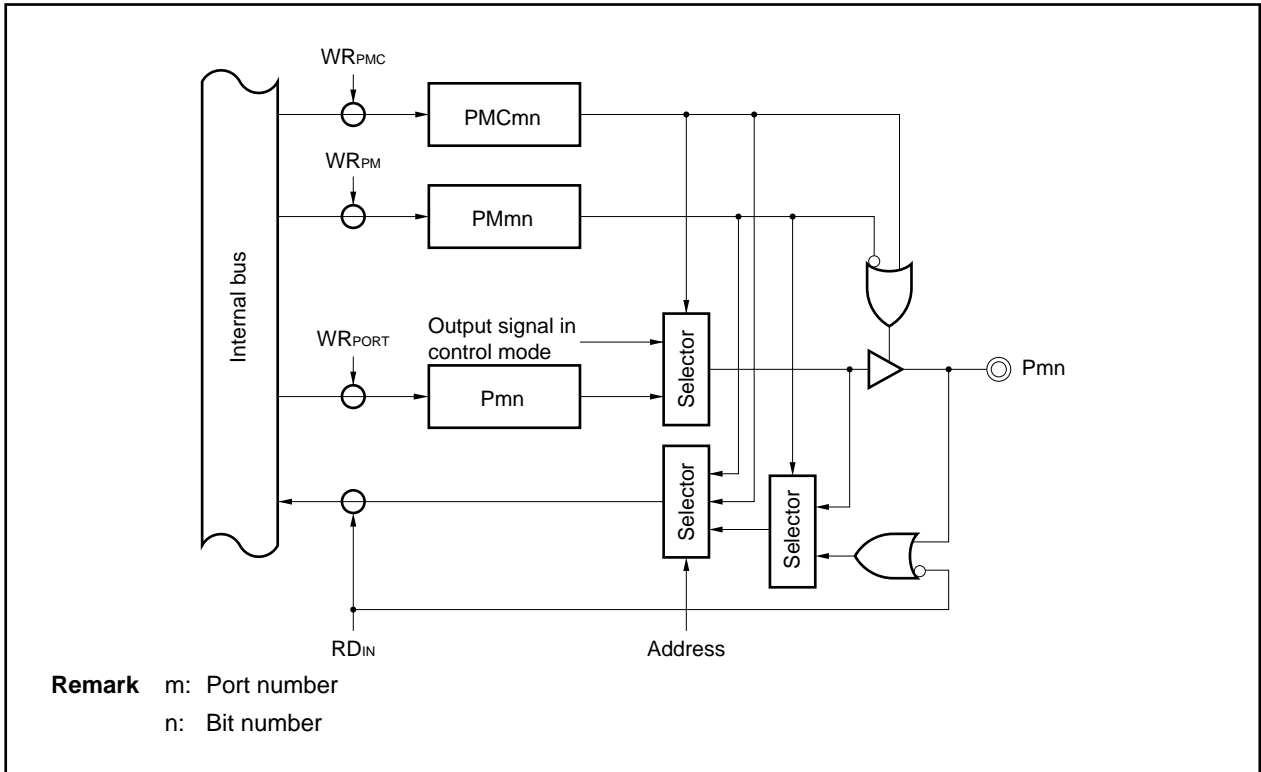 WRPMC
PMCmn
WRPM
PMmn
Internal bus
Output signal in
control mode
WRPORT
Pmn
Selector
Pmn
Selector
Selector
RDIN
Address
Remark m: Port number
n: Bit number